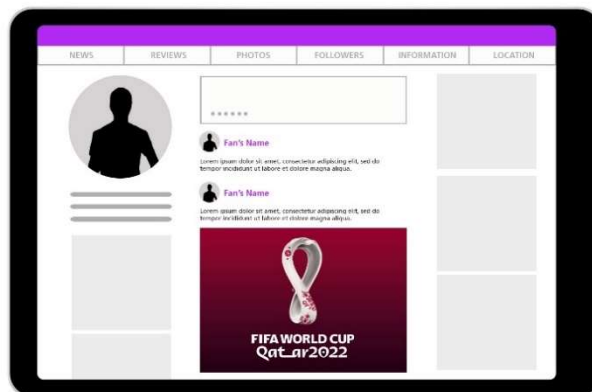 NEWS REVIEWS PHOTOS FOLLOWERS INFORMATION LOCATION
Fan's Name
Lorem ipsum dolor sit amet, consectetur adipiscing elit, sed do
tempor incididunt ut labore et dolore magna aliqua.
Fan's Name
Lorem ipsum dolor sit amet, consectetur adipiscing elit, sed do
tempor incididunt ut labore et dolore magna aliqua.
FIFA WORLD CUP
Qatar2022